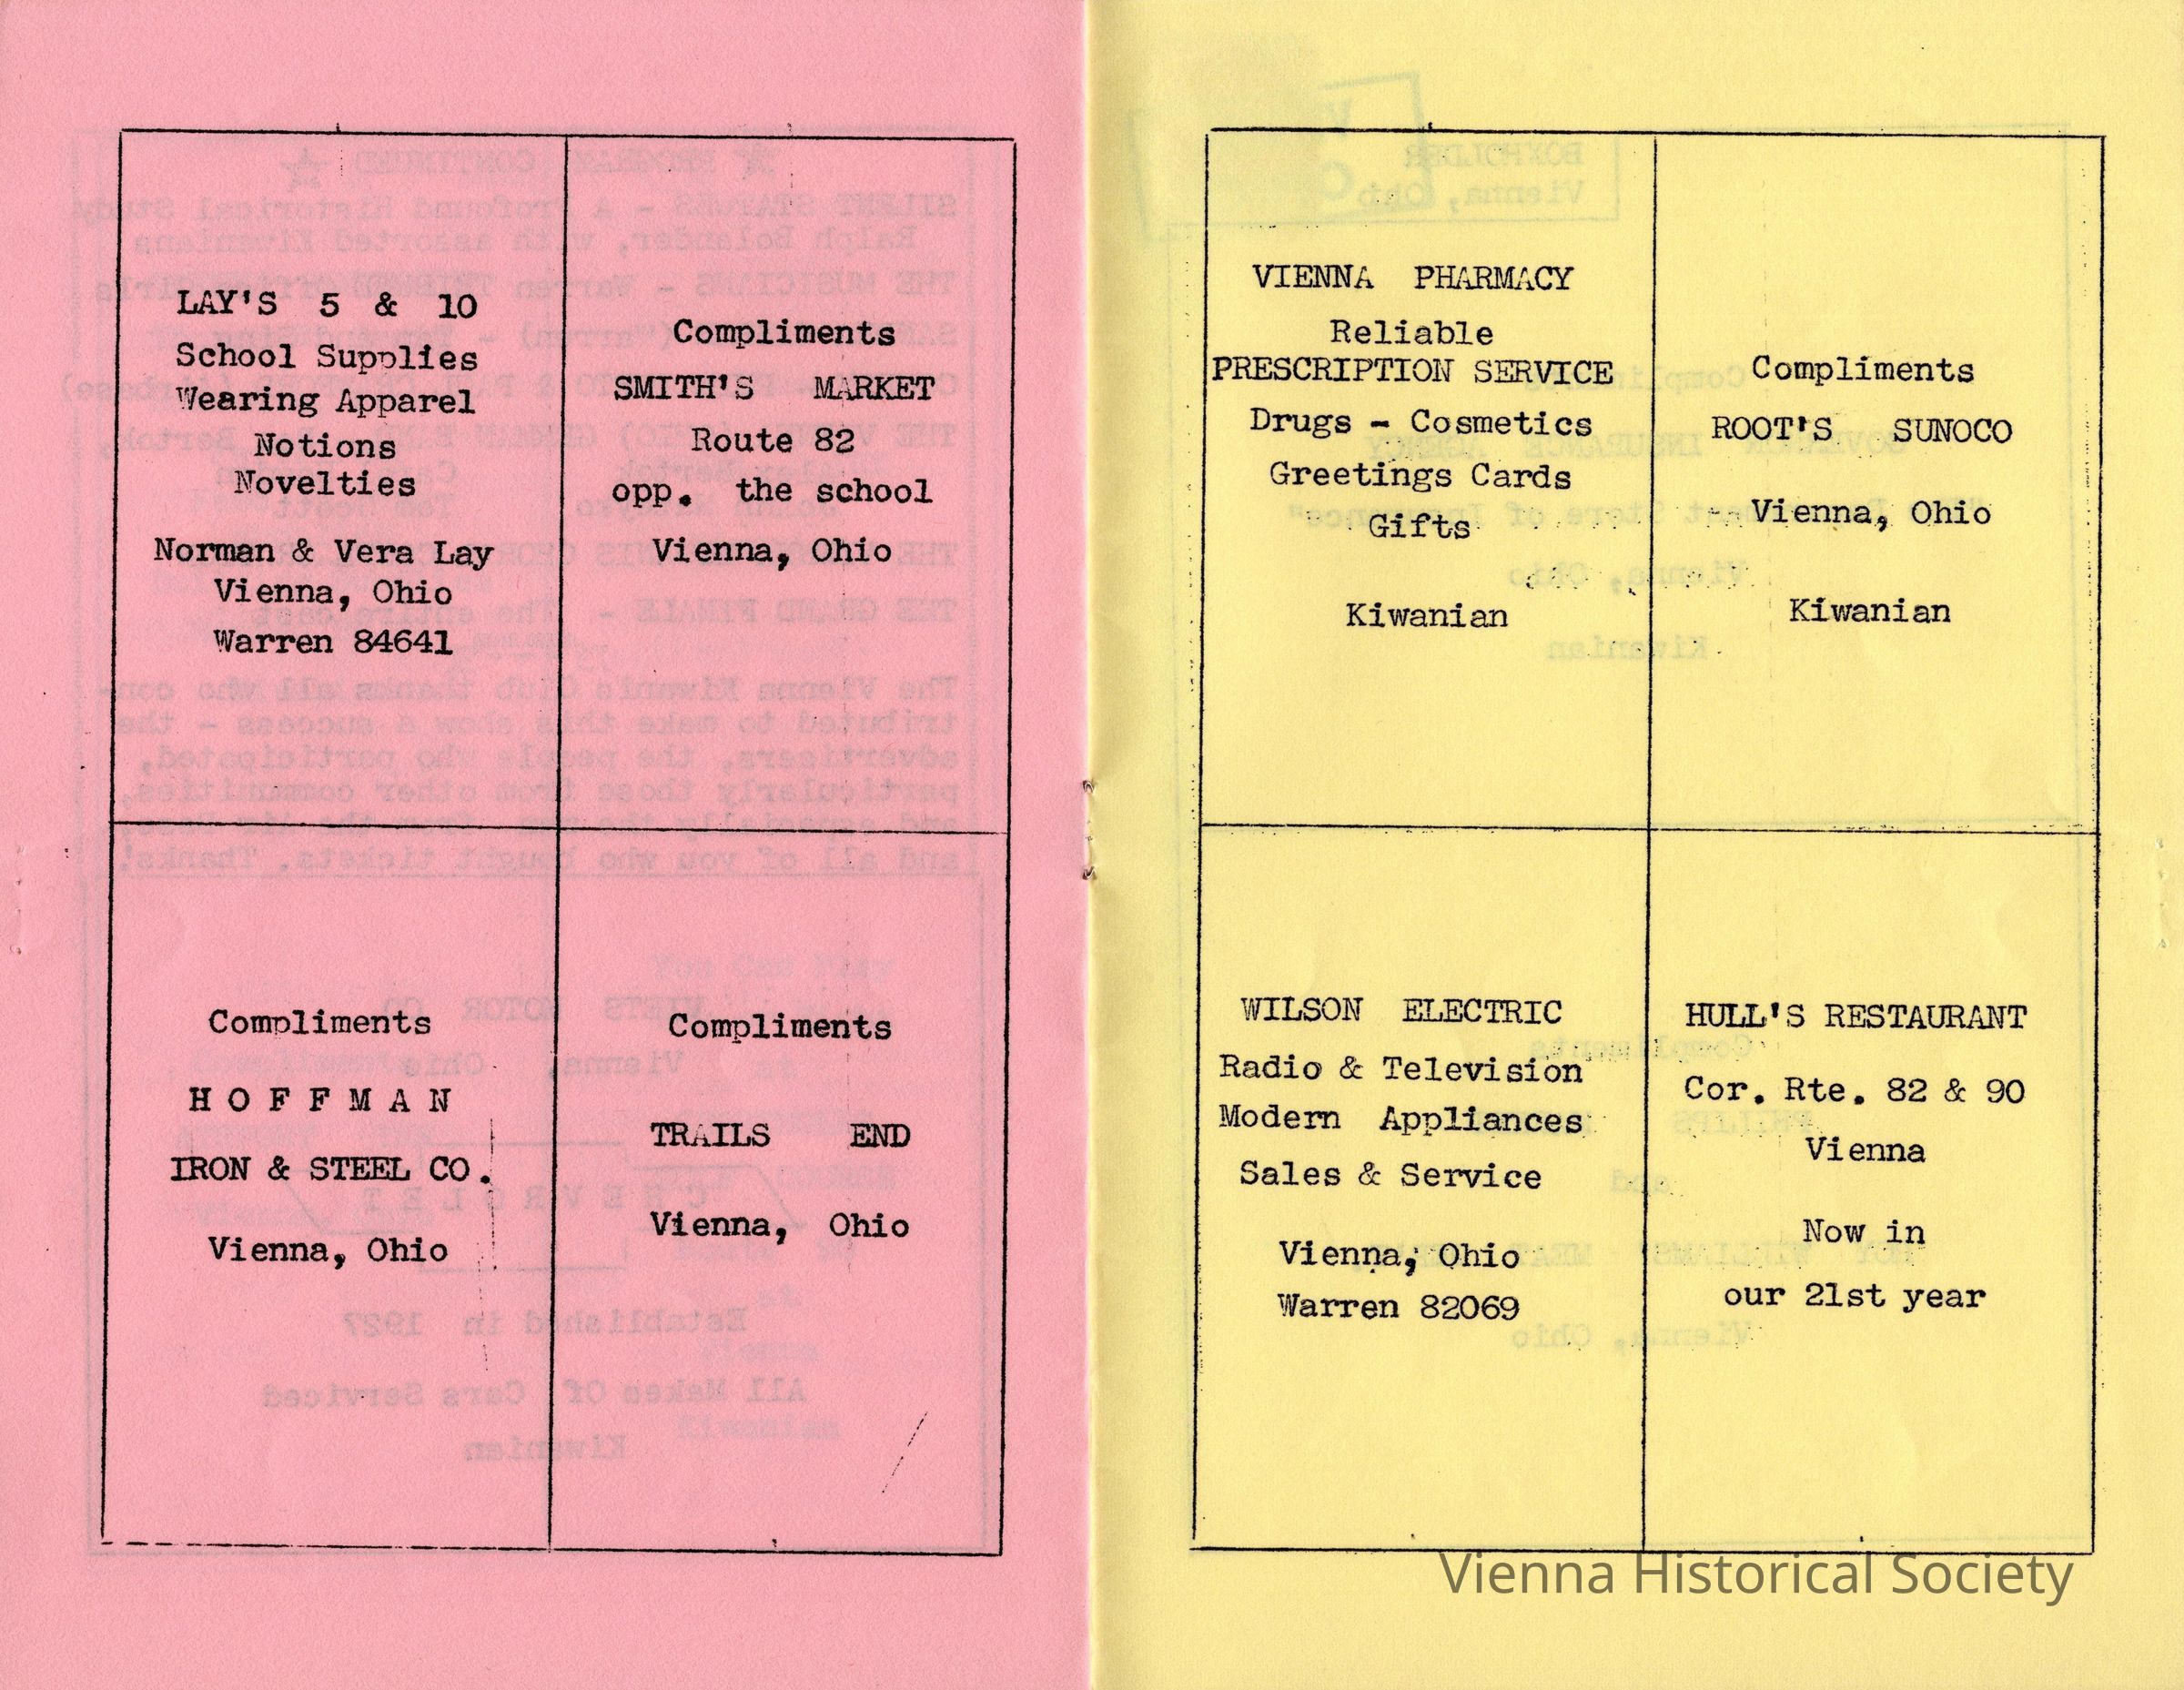 LAY'S 5 & 10
School Supplies
Wearing Apparel
Notions
Novelties
Norman & Vera Lay
Vienna, Ohio
Warren 84641
Compliments
SMITH'S MARKET
Route 82
opp. the school
Vienna, Ohio
Compliments
H O F F M A N
IRON & STEEL CO.
Vienna, Ohio
Compliments
TRAILS END
Vienna, Ohio
VIENNA PHARMACY
Reliable
PRESCRIPTION SERVICE
Drugs - Cosmetics
Greetings Cards
Gifts
Kiwanian
Compliments
ROOT'S SUNOCO
Vienna, Ohio
Kiwanian
WILSON ELECTRIC
Radio & Television
Modern Appliances
Sales & Service
Vienna, Ohio
Warren 82069
HULL'S RESTAURANT
Cor. Rte. 82 & 90
Vienna
Now in
our 21st year
Vienna Historical Society